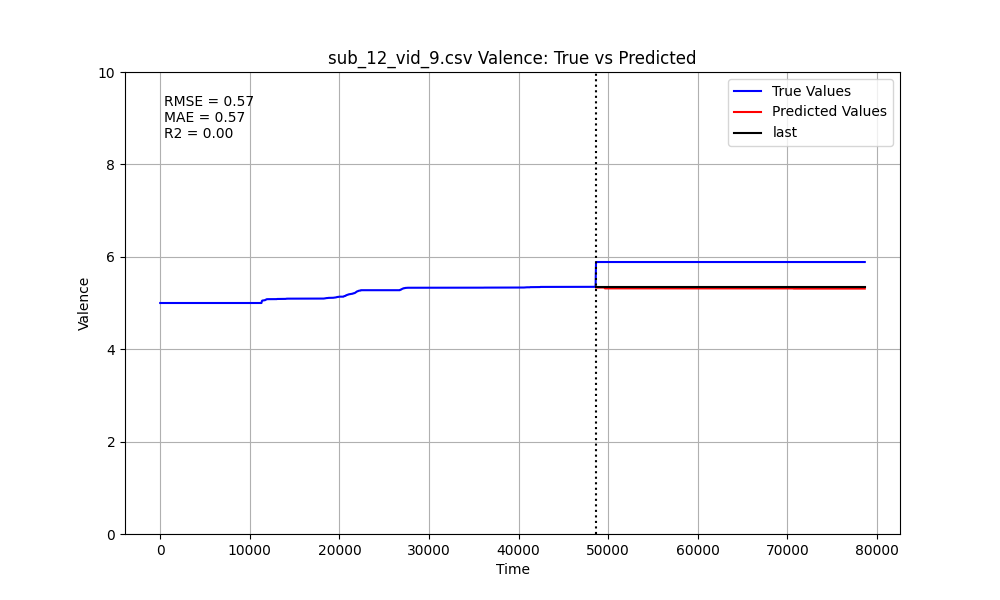 sub_12_vid_9.csv Valence: True vs Predicted
RMSE = 0.57
MAE = 0.57
R2 = 0.00
True Values
Predicted Values
last
Valence
10
8
6
4
2
0
0
10000
20000
30000
40000
50000
60000
70000
80000
Time